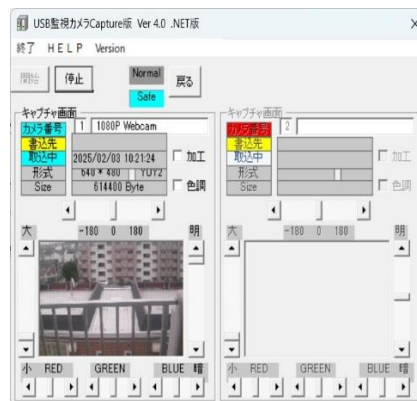 USB監視カメラCapture版 Ver 4.0 .NET版
終了 HELP Version
開始 停止 Normal Safe 戻る
キャプチャ画面
カメラ番号 1 1080P Webcam
書込先
取込中 2025/02/03 10:21:24 加工
形式 640 * 480 YUY2
Size 614400 Byte 色調
大 -180 0 180 明
小 RED GREEN BLUE 暗
キャプチャ画面
カメラ番号 2
書込先
取込中 加工
形式
Size 色調
大 -180 0 180 明
小 RED GREEN BLUE 暗